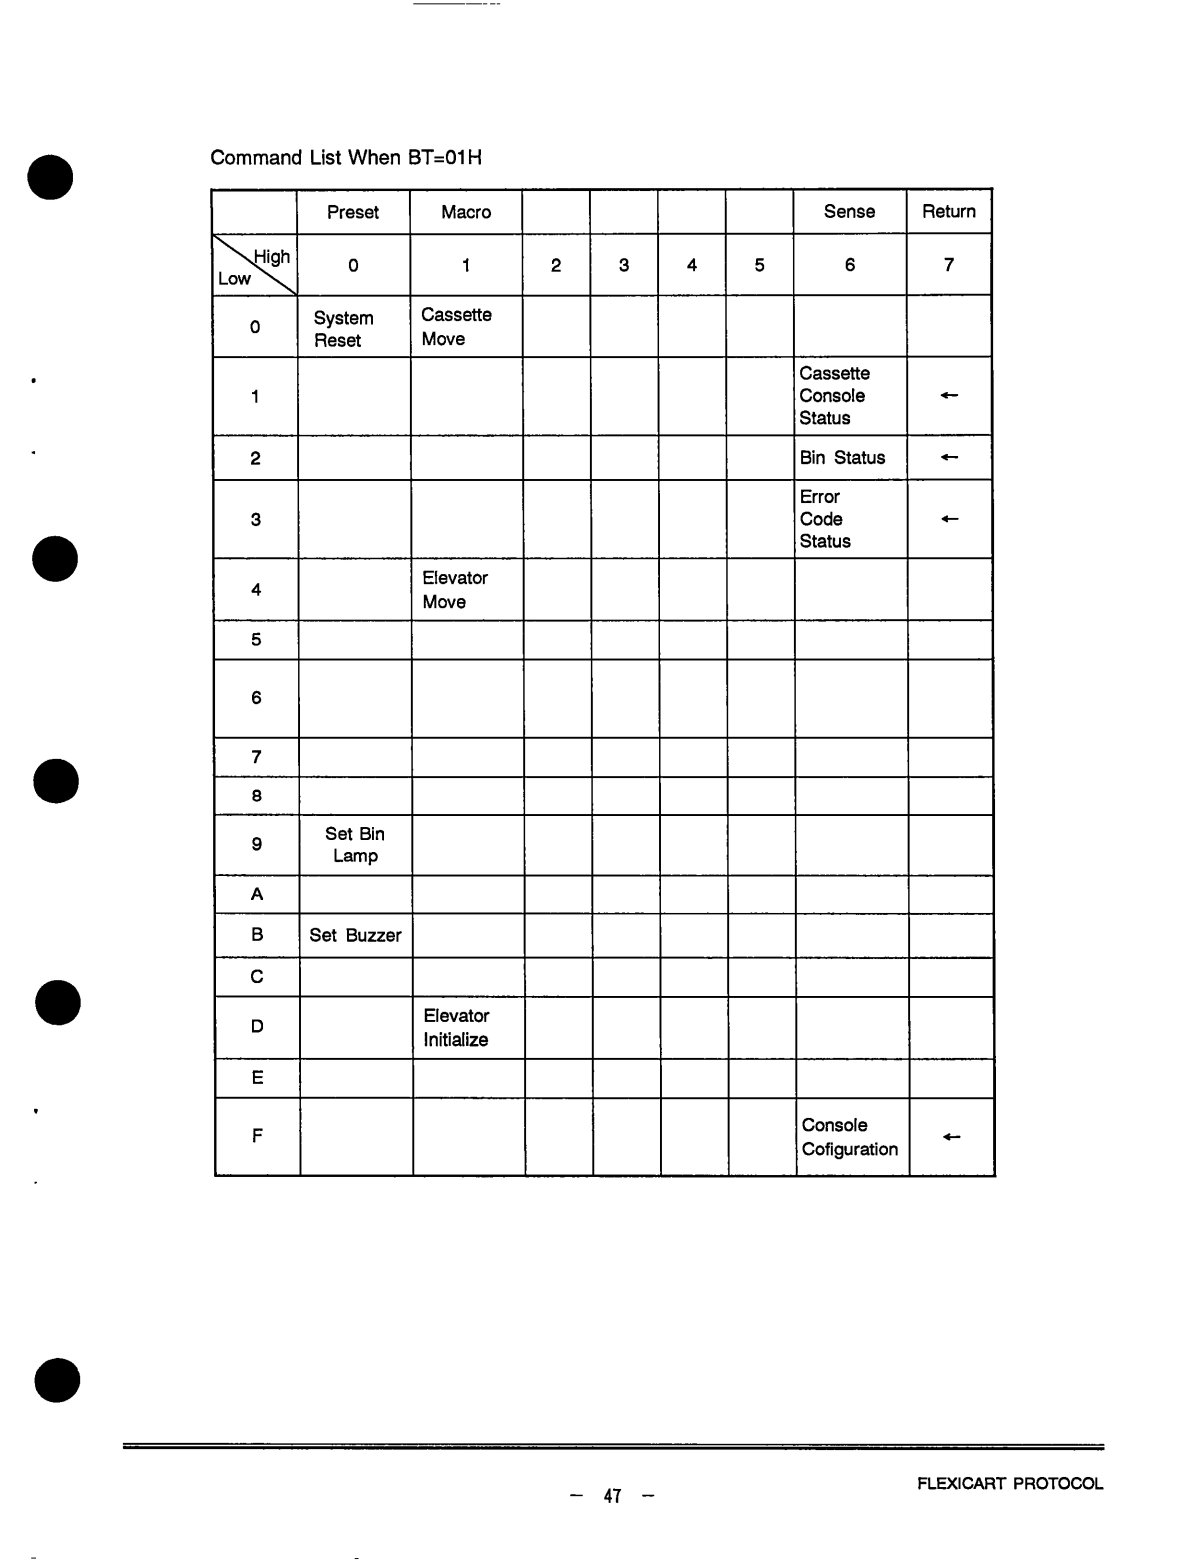 Command List When BT=01H
Preset Macro Sense Return
High
Low
0 1 2 3 4 5 6 7
0 System Reset Cassette Move
1 Cassette Console Status ←
2 Bin Status ←
3 Error Code Status ←
4 Elevator Move
5
6
7
8
9 Set Bin Lamp
A
B Set Buzzer
C
D Elevator Initialize
E
F Console Cofiguration ←
FLEXICART PROTOCOL
– 47 –